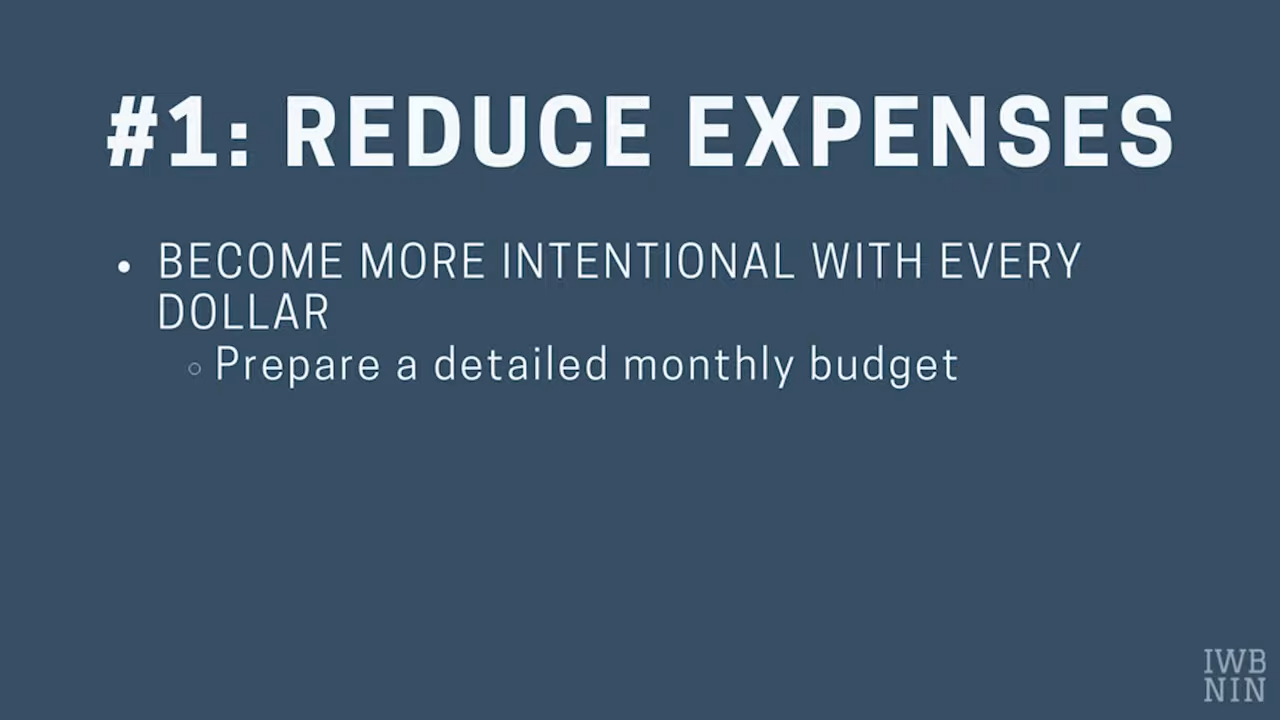 #1: REDUCE EXPENSES
• BECOME MORE INTENTIONAL WITH EVERY
DOLLAR
○ Prepare a detailed monthly budget
IWB
NIN